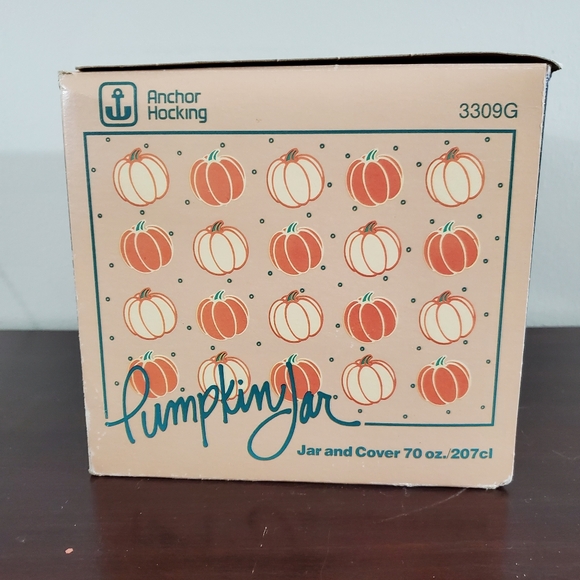 Anchor
Hocking
3309G
Pumpkin Jar
Jar and Cover 70 oz./207cl